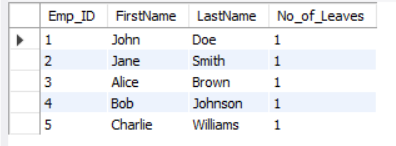 Emp_ID FirstName LastName No_of_Leaves
1 John Doe 1
2 Jane Smith 1
3 Alice Brown 1
4 Bob Johnson 1
5 Charlie Williams 1